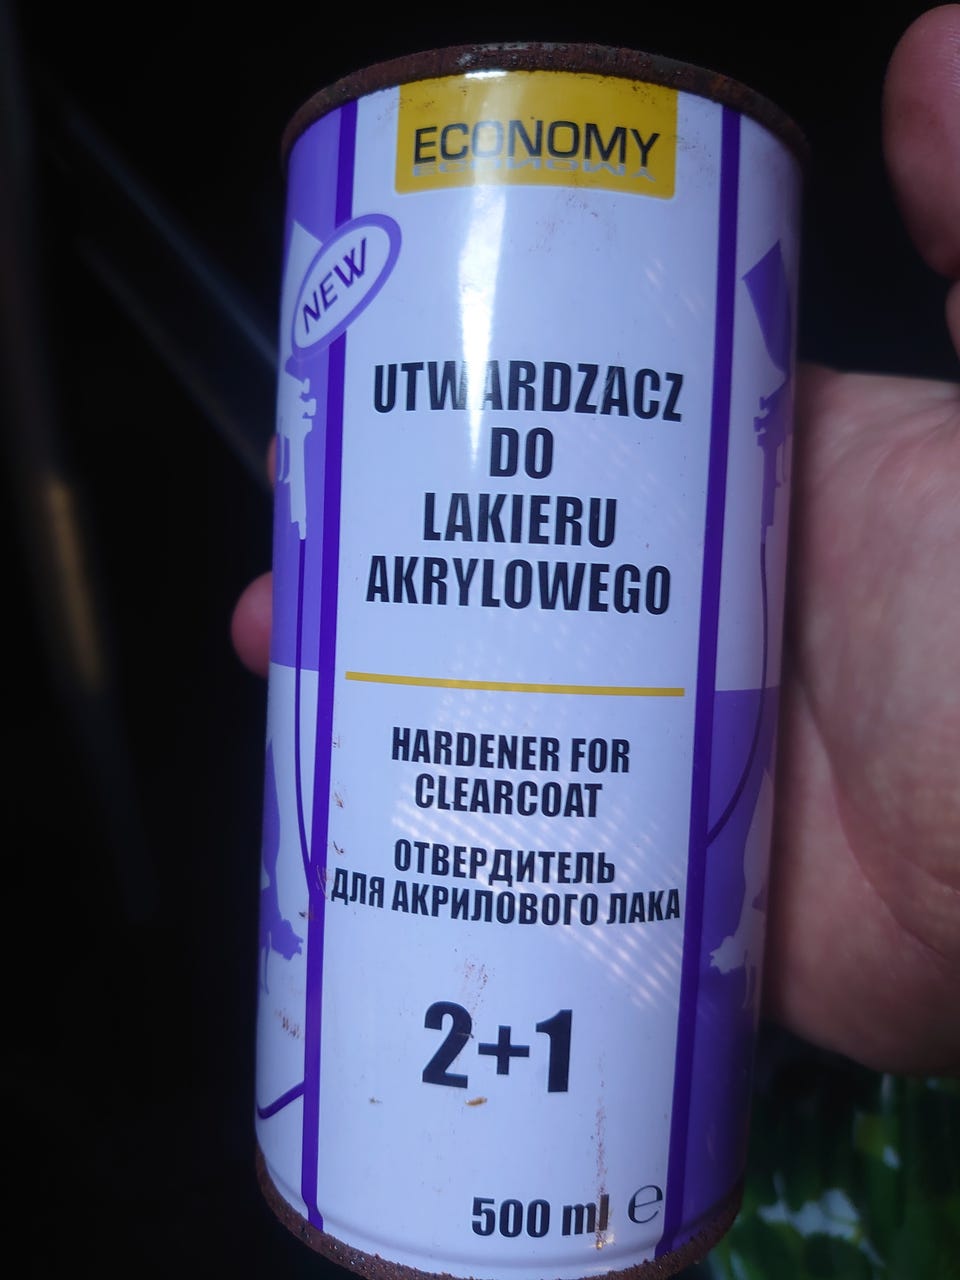 ECONOMY
NEW
UTWARDZACZ
DO
LAKIERU
AKRYLOWEGO
HARDENER FOR
CLEARCOAT
ОТВЕРДИТЕЛЬ
ДЛЯ АКРИЛОВОГО ЛАКА
2+1
500 ml ℮